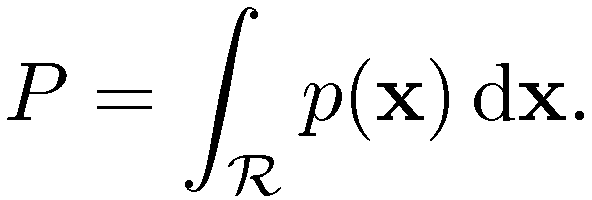 P = ∫_ℛ p(𝐱) d𝐱.